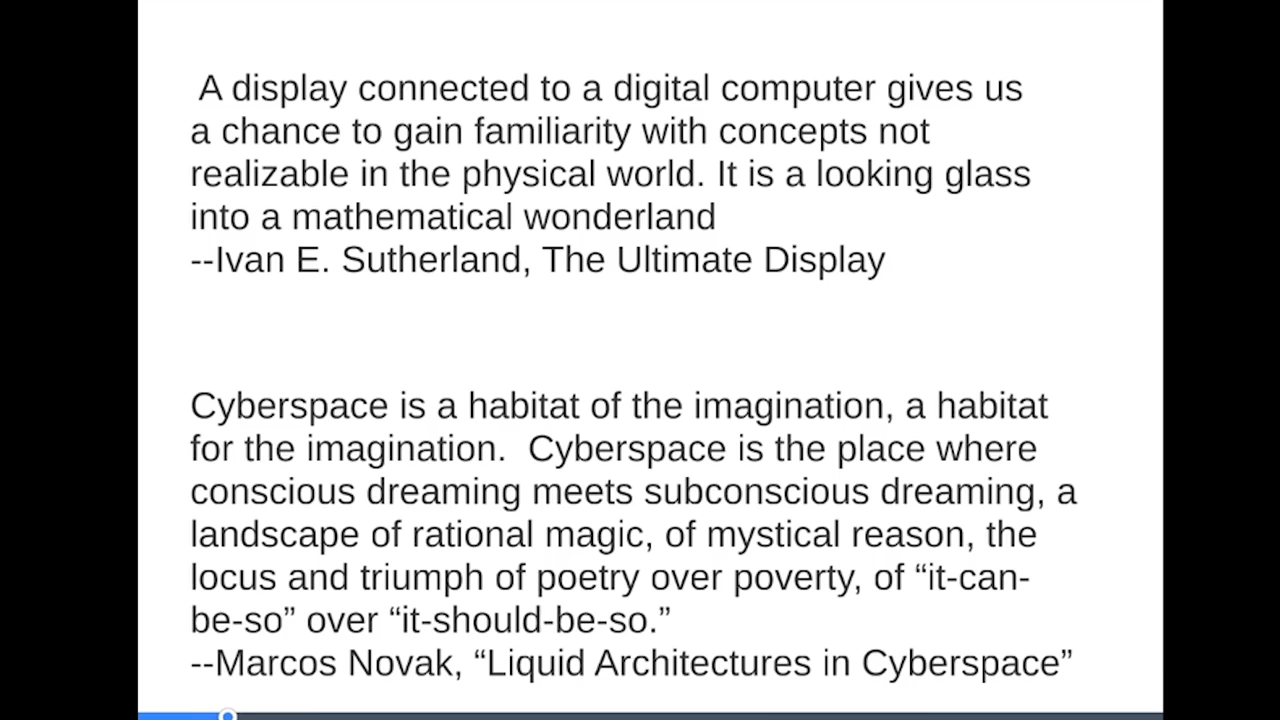 A display connected to a digital computer gives us
a chance to gain familiarity with concepts not
realizable in the physical world. It is a looking glass
into a mathematical wonderland
--Ivan E. Sutherland, The Ultimate Display
Cyberspace is a habitat of the imagination, a habitat
for the imagination.  Cyberspace is the place where
conscious dreaming meets subconscious dreaming, a
landscape of rational magic, of mystical reason, the
locus and triumph of poetry over poverty, of “it-can-
be-so” over “it-should-be-so.”
--Marcos Novak, “Liquid Architectures in Cyberspace”